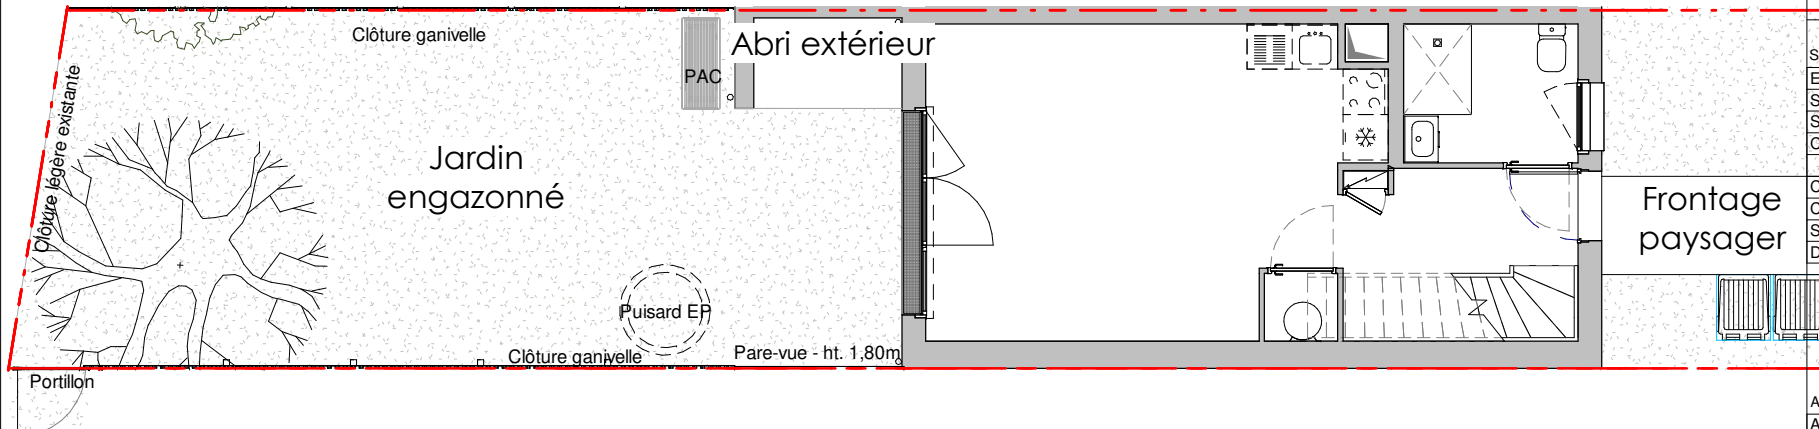 Clôture ganivelle
Abri extérieur
PAC
Clôture légère existante
Jardin
engazonné
Frontage
paysager
Puisard EP
Clôture ganivelle
Pare-vue - ht. 1,80m
Portillon
S
E
S
S
C
C
C
S
D
A
A